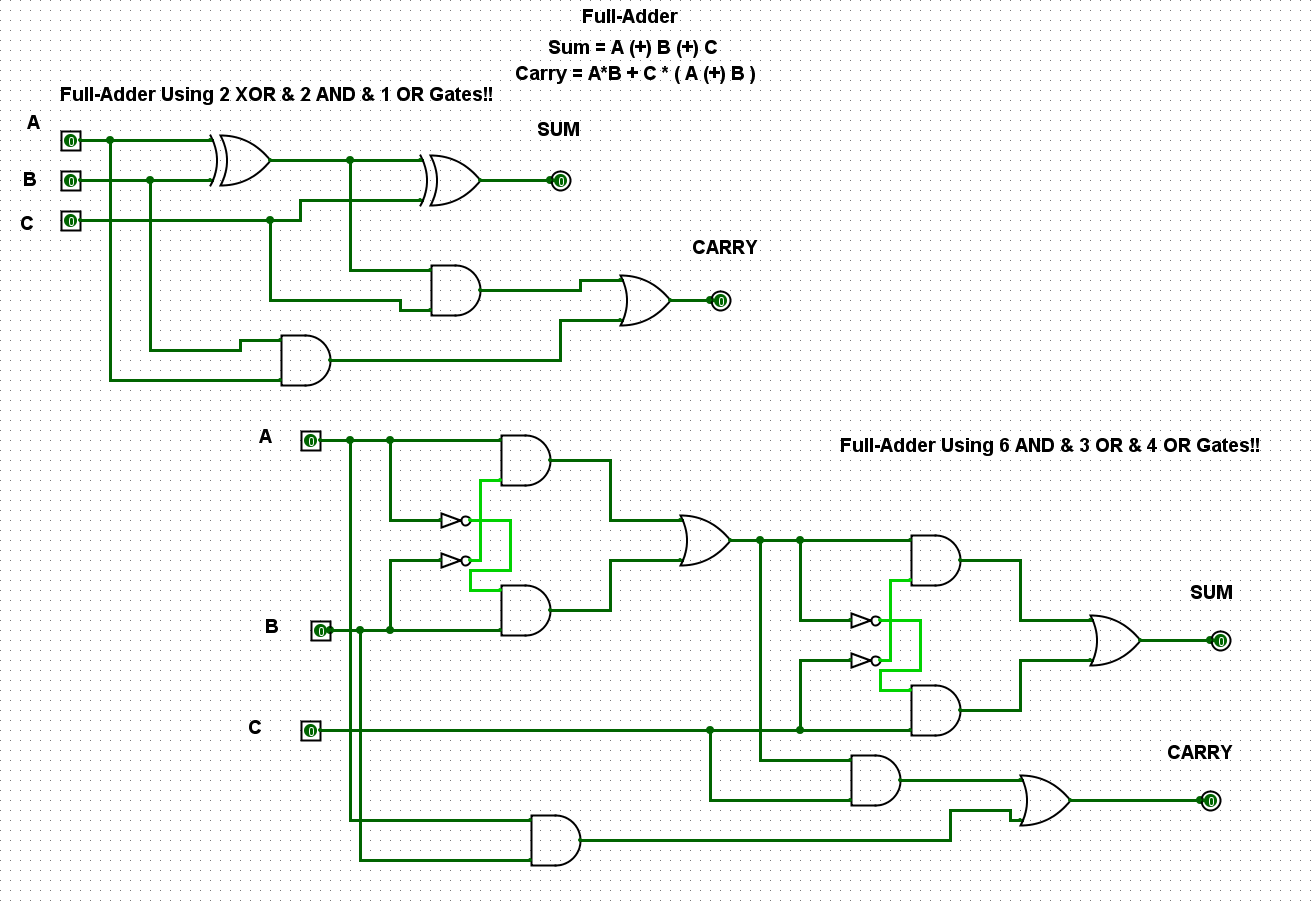 Full-Adder
Sum = A (+) B (+) C
Carry = A*B + C * ( A (+) B )
Full-Adder Using 2 XOR & 2 AND & 1 OR Gates!!
A
0
SUM
B
0
0
C
0
CARRY
0
A
0
Full-Adder Using 6 AND & 3 OR & 4 OR Gates!!
B
0
SUM
0
C
0
CARRY
0